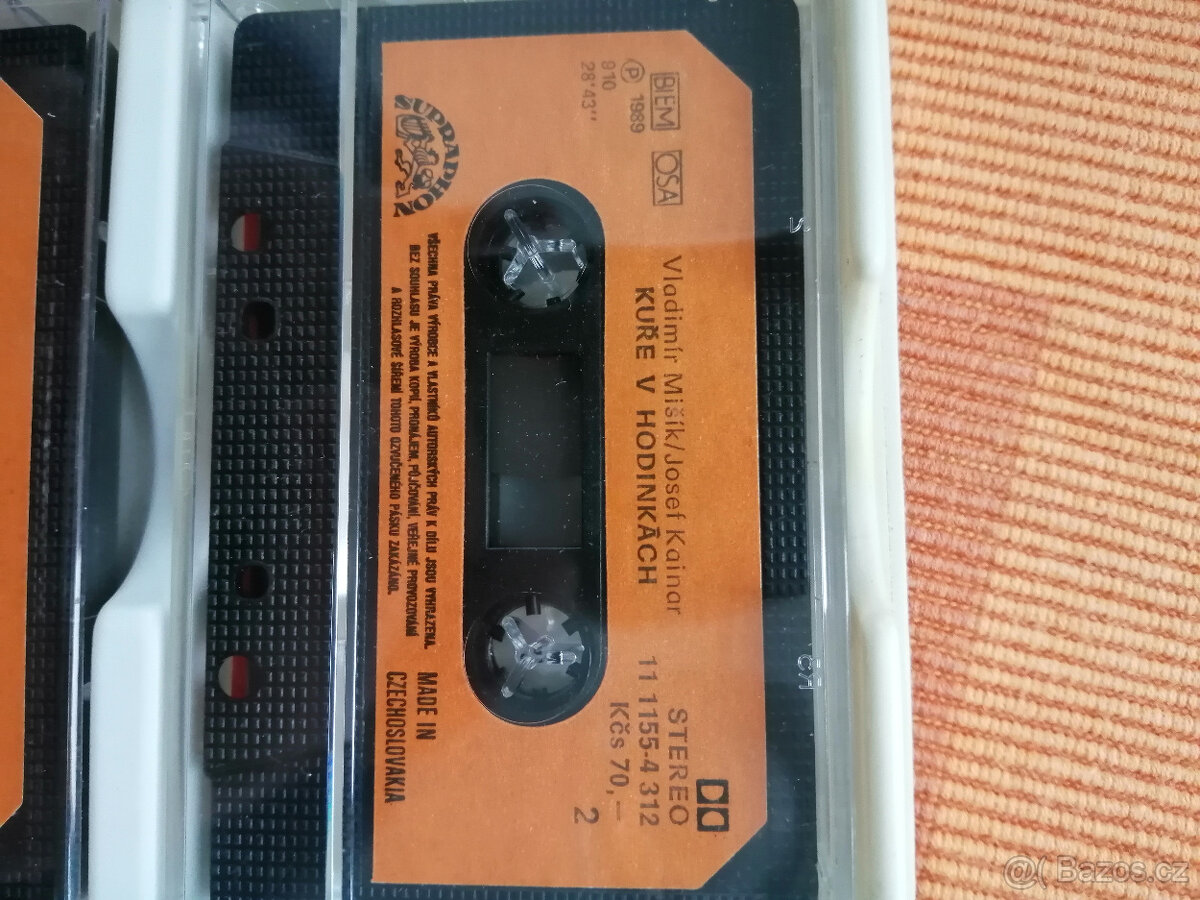 BIEM OSA
Ⓟ 1989
910
28'43''
Vladimír Mišík/Josef Kainar
KUŘE V HODINKÁCH
STEREO
11 1155-4 312
Kčs 70,–
2
SUPRAPHON
VŠECHNA PRÁVA VÝROBCE A VLASTNÍKŮ AUTORSKÝCH PRÁV K DÍLU JSOU VYHRAZENA.
BEZ SOUHLASU JE VÝROBA KOPIÍ, PRONÁJEM, PŮJČOVÁNÍ, VEŘEJNÉ PROVOZOVÁNÍ
A ROZHLASOVÉ ŠÍŘENÍ TOHOTO OZVUČENÉHO PÁSKU ZAKÁZÁNO.
MADE IN
CZECHOSLOVAKIA
Bazos.cz